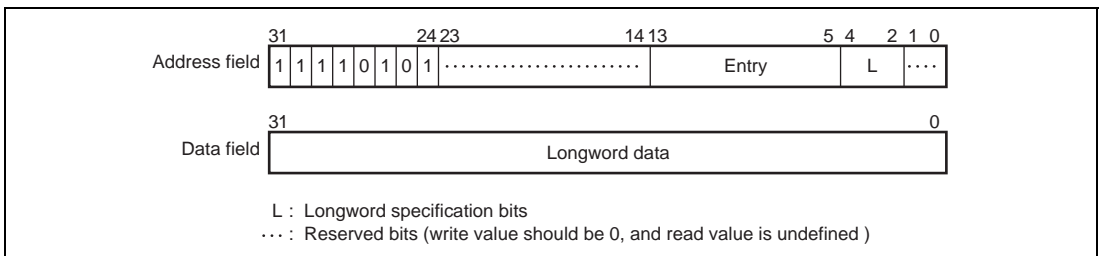 31 24 23 14 13 5 4 2 1 0
Address field 1 1 1 1 0 1 0 1 ························ Entry L ····
31 0
Data field Longword data
L : Longword specification bits
··· : Reserved bits (write value should be 0, and read value is undefined )